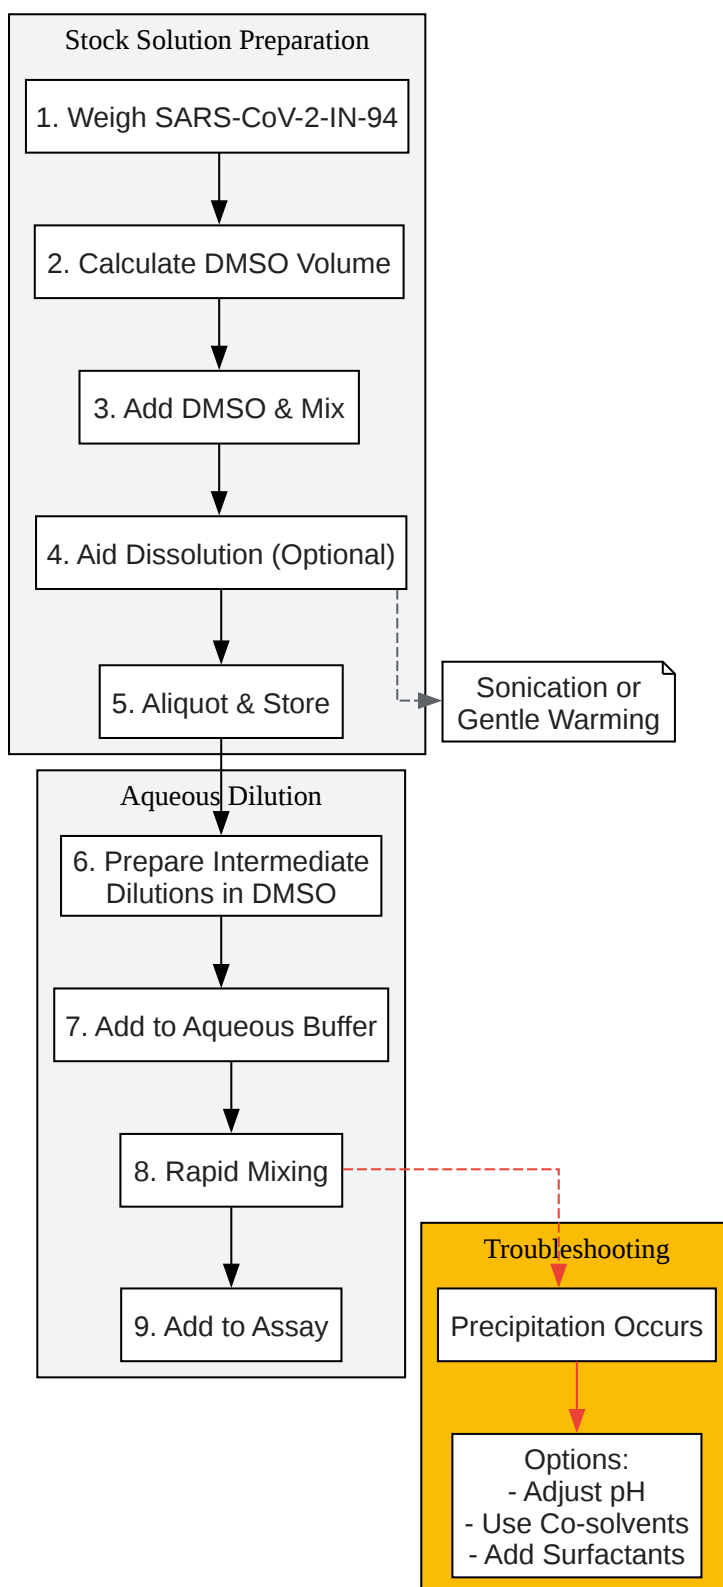 Stock Solution Preparation
1. Weigh SARS-CoV-2-IN-94
2. Calculate DMSO Volume
3. Add DMSO & Mix
4. Aid Dissolution (Optional)
5. Aliquot & Store
Sonication or
Gentle Warming
Aqueous Dilution
6. Prepare Intermediate
Dilutions in DMSO
7. Add to Aqueous Buffer
8. Rapid Mixing
9. Add to Assay
Troubleshooting
Precipitation Occurs
Options:
- Adjust pH
- Use Co-solvents
- Add Surfactants